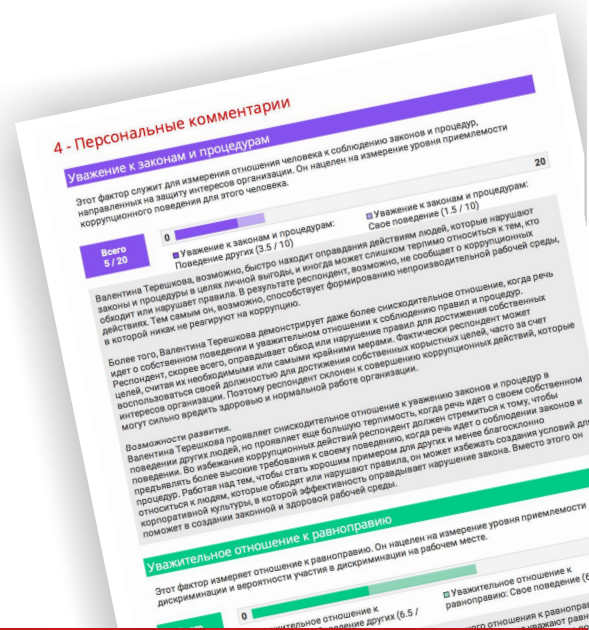 4 - Персональные комментарии
Уважение к законам и процедурам
Этот фактор служит для измерения отношения человека к соблюдению законов и процедур,
направленных на защиту интересов организации. Он нацелен на измерение уровня приемлемости
коррупционного поведения для этого человека.
0
20
Всего
5 / 20
Уважение к законам и процедурам:
Поведение других (3.5 / 10)
Уважение к законам и процедурам:
Свое поведение (1.5 / 10)
Валентина Терешкова, возможно, быстро находит оправдания действиям людей, которые нарушают
законы и процедуры в целях личной выгоды, и иногда может слишком терпимо относиться к тем, кто
обходит или нарушает правила. В результате респондент, возможно, не сообщает о коррупционных
действиях. Тем самым он, возможно, способствует формированию непроизводительной рабочей среды,
в которой никак не реагируют на коррупцию.
Более того, Валентина Терешкова демонстрирует даже более снисходительное отношение, когда речь
идет о собственном поведении и уважительном отношении к соблюдению правил и процедур.
Респондент, скорее всего, оправдывает обход или нарушение правил для достижения собственных
целей, считая их необходимыми или самыми крайними мерами. Фактически респондент может
воспользоваться своей должностью для достижения собственных корыстных целей, часто за счет
интересов организации. Поэтому респондент склонен к совершению коррупционных действий, которые
могут сильно вредить здоровью и нормальной работе организации.
Возможности развития.
Валентина Терешкова проявляет снисходительное отношение к уважению законов и процедур в
поведении других людей, но проявляет еще большую терпимость, когда речь идет о своем собственном
поведении. Во избежание коррупционных действий респондент должен стремиться к тому, чтобы
предъявлять более высокие требования к своему поведению, когда речь идет о соблюдении законов и
процедур. Работая над тем, чтобы стать хорошим примером для других и менее благосклонно
относиться к людям, которые обходят или нарушают правила, он может избежать создания условий для
корпоративной культуры, в которой эффективность оправдывает нарушение закона. Вместо этого он
поможет в создании законной и здоровой рабочей среды.
Уважительное отношение к равноправию
Этот фактор измеряет отношение к равноправию. Он нацелен на измерение уровня приемлемости
дискриминации и вероятности участия в дискриминации на рабочем месте.
0
отношение к
других (6.5 /
Уважительное отношение к
равноправию: Свое поведение (6
отношения к равноправ
уважают рав